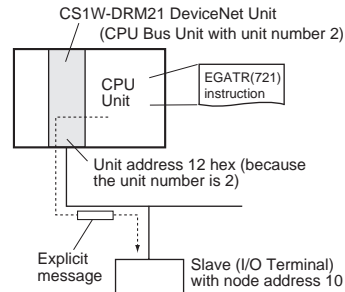 CS1W-DRM21 DeviceNet Unit
(CPU Bus Unit with unit number 2)
CPU
Unit
EGATR(721)
instruction
Unit address 12 hex (because
the unit number is 2)
Explicit
message
Slave (I/O Terminal)
with node address 10